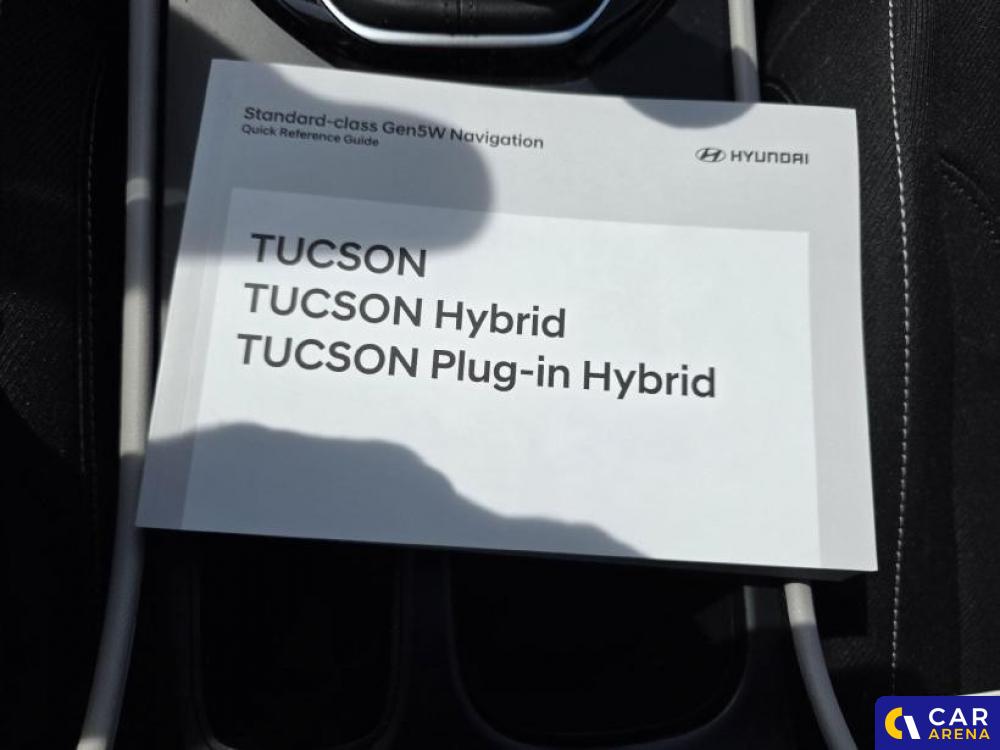 Standard-class Gen5W Navigation
Quick Reference Guide
HYUNDAI
TUCSON
TUCSON Hybrid
TUCSON Plug-in Hybrid
CAR
ARENA